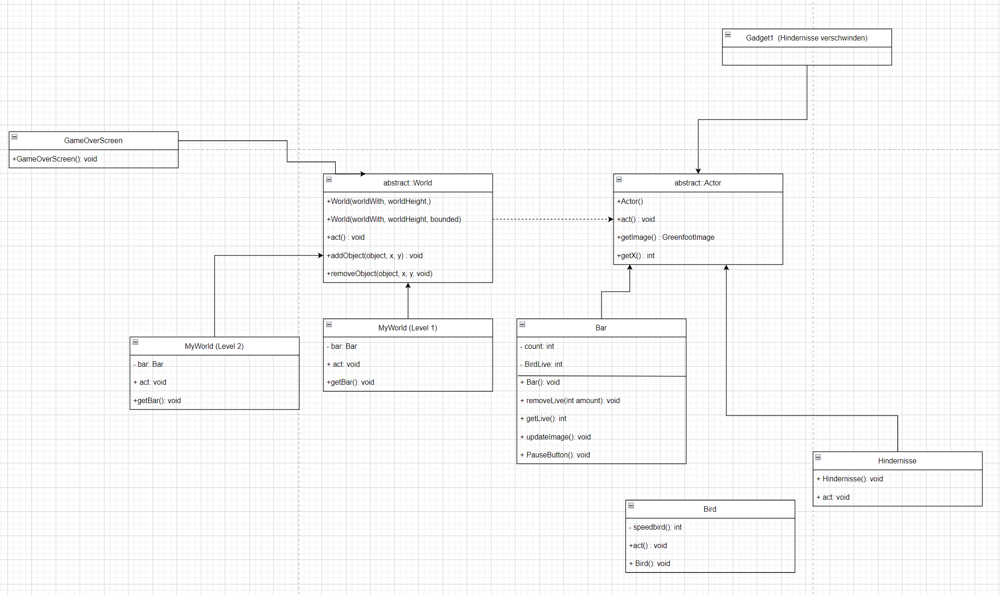 Gadget1  (Hindernisse verschwinden)
GameOverScreen
+GameOverScreen(): void
abstract::World
+World(worldWith, worldHeight,)
+World(worldWith, worldHeight, bounded)
+act() : void
+addObject(object, x, y) : void
+removeObject(object, x, y, void)
abstract::Actor
+Actor()
+act() : void
+getImage() : GreenfootImage
+getX() : int
MyWorld (Level 2)
- bar: Bar
+ act: void
+getBar(): void
MyWorld (Level 1)
- bar: Bar
+ act: void
+getBar(): void
Bar
- count: int
- BirdLive: int
+ Bar(): void
+ removeLive(int amount): void
+ getLive(): int
+ updateImage(): void
+ PauseButton(): void
Hindernisse
+ Hindernisse(): void
+ act: void
Bird
- speedbird(): int
+act() : void
+ Bird(): void